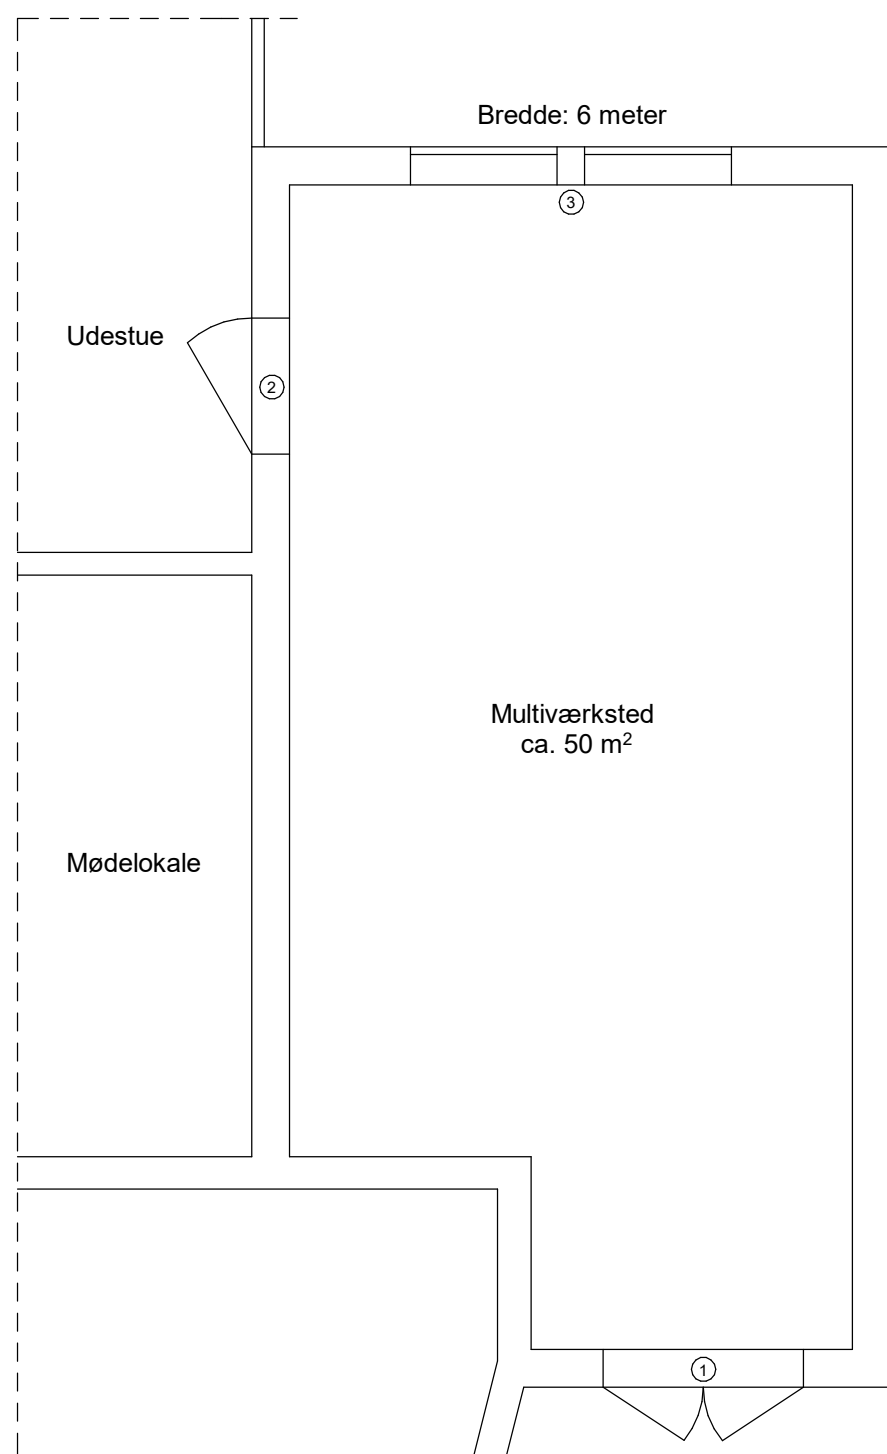 Bredde: 6 meter
3
Udestue
2
Multiværksted
ca. 50 m²
Mødelokale
1